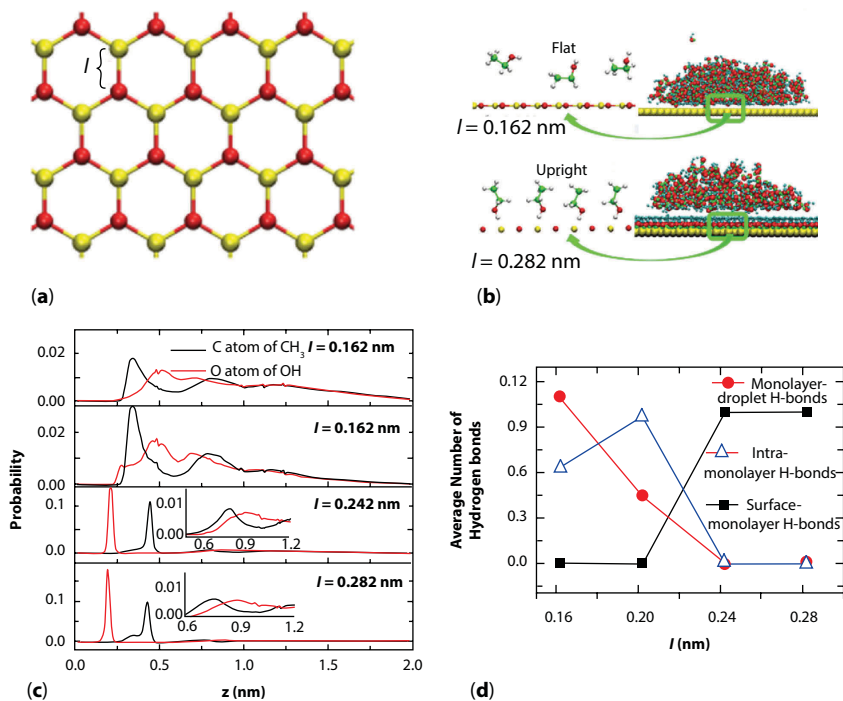 l
(a)
Flat
l = 0.162 nm
Upright
l = 0.282 nm
(b)
C atom of CH₃ l = 0.162 nm
O atom of OH
0.02
0.00
l = 0.162 nm
0.02
0.00
l = 0.242 nm
0.1
0.0
0.01
0.00
0.6 0.9 1.2
l = 0.282 nm
0.1
0.0
0.01
0.00
0.6 0.9 1.2
0.0 0.5 1.0 1.5 2.0
Probability
z (nm)
(c)
Average Number of
Hydrogen bonds
0.12
0.9
0.6
0.3
0.0
Monolayer-
droplet H-bonds
Intra-
monolayer H-bonds
Surface-
monolayer H-bonds
0.16 0.20 0.24 0.28
l (nm)
(d)